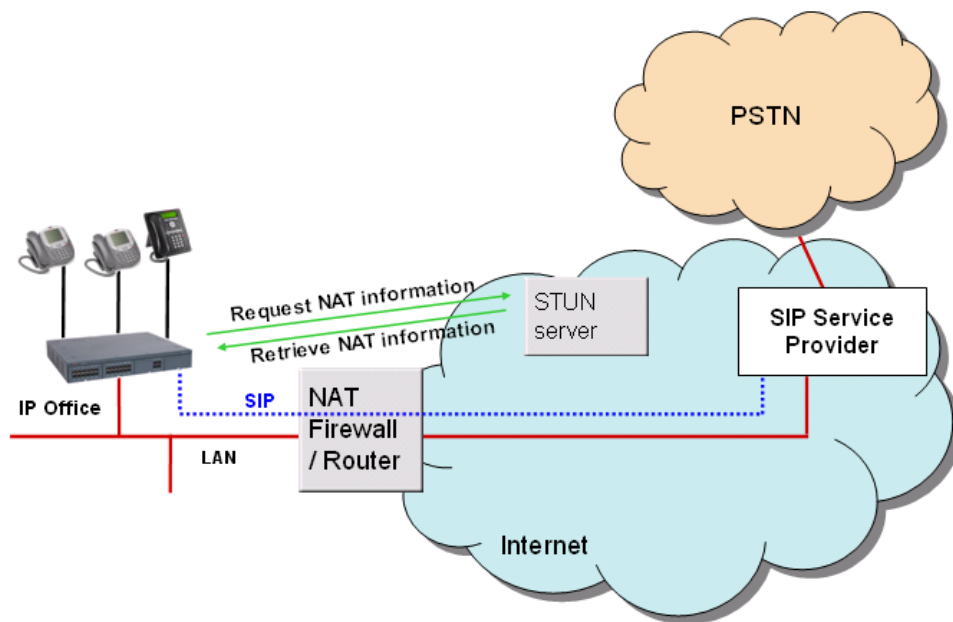 PSTN
Request NAT information
Retrieve NAT information
STUN
server
SIP Service
Provider
IP Office
SIP
NAT
Firewall
/ Router
LAN
Internet